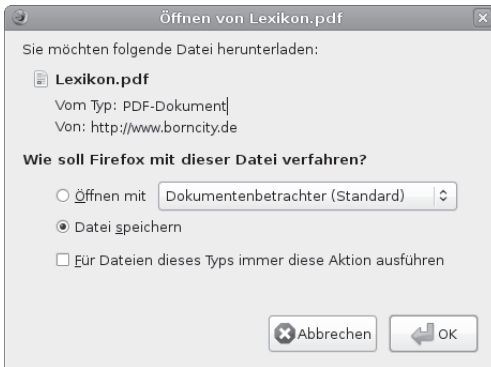 Öffnen von Lexikon.pdf
Sie möchten folgende Datei herunterladen:
Lexikon.pdf
Vom Typ: PDF-Dokument
Von: http://www.borncity.de
Wie soll Firefox mit dieser Datei verfahren?
Öffnen mit Dokumentenbetrachter (Standard)
Datei speichern
Für Dateien dieses Typs immer diese Aktion ausführen
Abbrechen OK